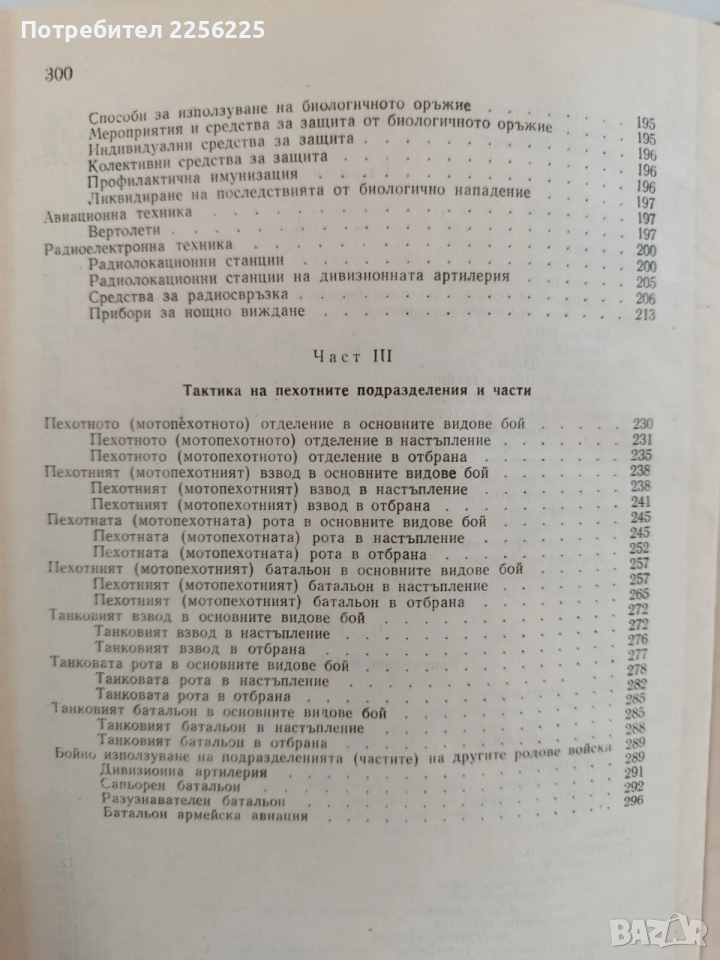 Потребител 2256225
300
Способи за използуване на биологичното оръжие . . . . . 195
Мероприятия и средства за защита от биологичното оръжие . 195
Индивидуални средства за защита . . . . . 196
Колективни средства за защита . . . . . 196
Профилактична имунизация . . . . . 196
Ликвидиране на последствията от биологично нападение . . . . . 197
Авиационна техника . . . . . 197
Вертолети . . . . . 197
Радиоелектронна техника . . . . . 200
Радиолокационни станции . . . . . 200
Радиолокационни станции на дивизионната артилерия . . . . . 205
Средства за радиосвръзка . . . . . 206
Прибори за нощно виждане . . . . . 213
Част III
Тактика на пехотните подразделения и части
Пехотното (мотопехотното) отделение в основните видове бой . . . . . 230
Пехотното (мотопехотното) отделение в настъпление . . . . . 231
Пехотното (мотопехотното) отделение в отбрана . . . . . 235
Пехотният (мотопехотният) взвод в основните видове бой . . . . . 238
Пехотният (мотопехотният) взвод в настъпление . . . . . 238
Пехотният (мотопехотният) взвод в отбрана . . . . . 241
Пехотната (мотопехотната) рота в основните видове бой . . . . . 245
Пехотната (мотопехотната) рота в настъпление . . . . . 245
Пехотната (мотопехотната) рота в отбрана . . . . . 252
Пехотният (мотопехотният) батальон в основните видове бой . . . . . 257
Пехотният (мотопехотният) батальон в настъпление . . . . . 257
Пехотният (мотопехотният) батальон в отбрана . . . . . 265
Танковият взвод в основните видове бой . . . . . 272
Танковият взвод в настъпление . . . . . 272
Танковият взвод в отбрана . . . . . 276
Танковата рота в основните видове бой . . . . . 277
Танковата рота в настъпление . . . . . 278
Танковата рота в отбрана . . . . . 282
Танковият батальон в основните видове бой . . . . . 285
Танковият батальон в настъпление . . . . . 285
Танковият батальон в отбрана . . . . . 288
Бойно използуване на подразделенията (частите) на другите родове войски 289
Дивизионна артилерия . . . . . 289
Сапьорен батальон . . . . . 291
Разузнавателен батальон . . . . . 292
Батальон армейска авиация . . . . . 296
BAZAR